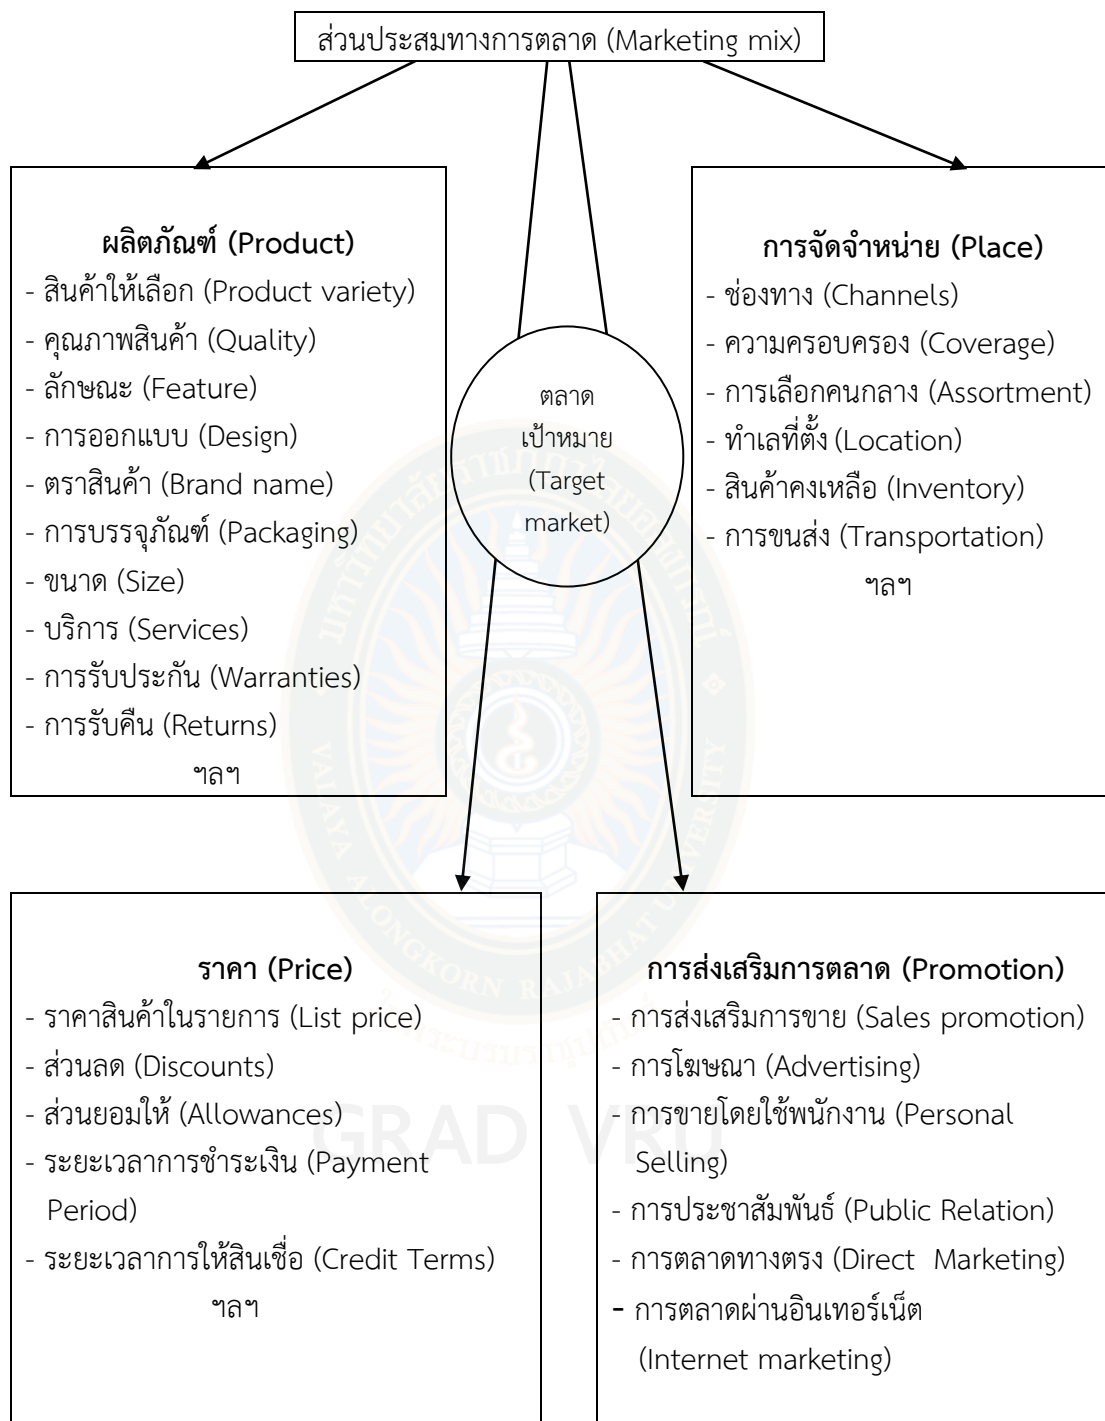 ส่วนประสมทางการตลาด (Marketing mix)
ผลิตภัณฑ์ (Product)
- สินค้าให้เลือก (Product variety)
- คุณภาพสินค้า (Quality)
- ลักษณะ (Feature)
- การออกแบบ (Design)
- ตราสินค้า (Brand name)
- การบรรจุภัณฑ์ (Packaging)
- ขนาด (Size)
- บริการ (Services)
- การรับประกัน (Warranties)
- การรับคืน (Returns)
ฯลฯ
ตลาด
เป้าหมาย
(Target
market)
การจัดจำหน่าย (Place)
- ช่องทาง (Channels)
- ความครอบครอง (Coverage)
- การเลือกคนกลาง (Assortment)
- ทำเลที่ตั้ง (Location)
- สินค้าคงเหลือ (Inventory)
- การขนส่ง (Transportation)
ฯลฯ
ราคา (Price)
- ราคาสินค้าในรายการ (List price)
- ส่วนลด (Discounts)
- ส่วนยอมให้ (Allowances)
- ระยะเวลาการชำระเงิน (Payment
Period)
- ระยะเวลาการให้สินเชื่อ (Credit Terms)
ฯลฯ
การส่งเสริมการตลาด (Promotion)
- การส่งเสริมการขาย (Sales promotion)
- การโฆษณา (Advertising)
- การขายโดยใช้พนักงาน (Personal
Selling)
- การประชาสัมพันธ์ (Public Relation)
- การตลาดทางตรง (Direct Marketing)
- การตลาดผ่านอินเทอร์เน็ต
(Internet marketing)
VALAYA ALONGKORN RAJABHAT UNIVERSITY
GRAD VRU